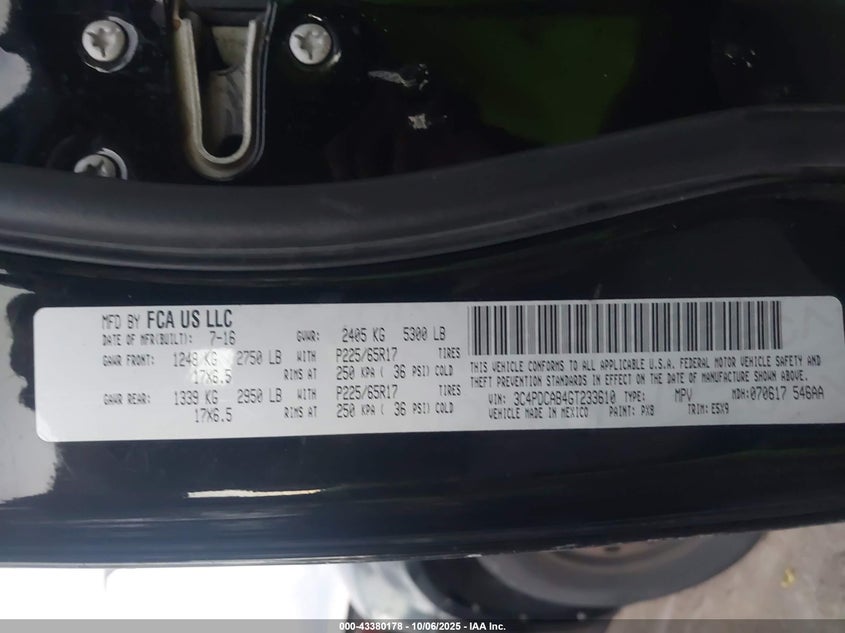 MFD BY FCA US LLC
DATE OF MFR(BUILT): 7-16 GVWR: 2405 KG 5300 LB
GAWR FRONT: 1248 KG 2750 LB WITH P225/65R17 TIRES
17X6.5 RIMS AT 250 KPA ( 36 PSI) COLD
GAWR REAR: 1339 KG 2950 LB WITH P225/65R17 TIRES
17X6.5 RIMS AT 250 KPA ( 36 PSI) COLD
THIS VEHICLE CONFORMS TO ALL APPLICABLE U.S.A. FEDERAL MOTOR VEHICLE SAFETY AND
THEFT PREVENTION STANDARDS IN EFFECT ON THE DATE OF MANUFACTURE SHOWN ABOVE.
VIN: 3C4PDCAB4GT233610 TYPE: MPV MDH: 070617 546AA
VEHICLE MADE IN MEXICO PAINT: PX8 TRIM: E5X9
000-43380178 - 10/06/2025 - IAA Inc.